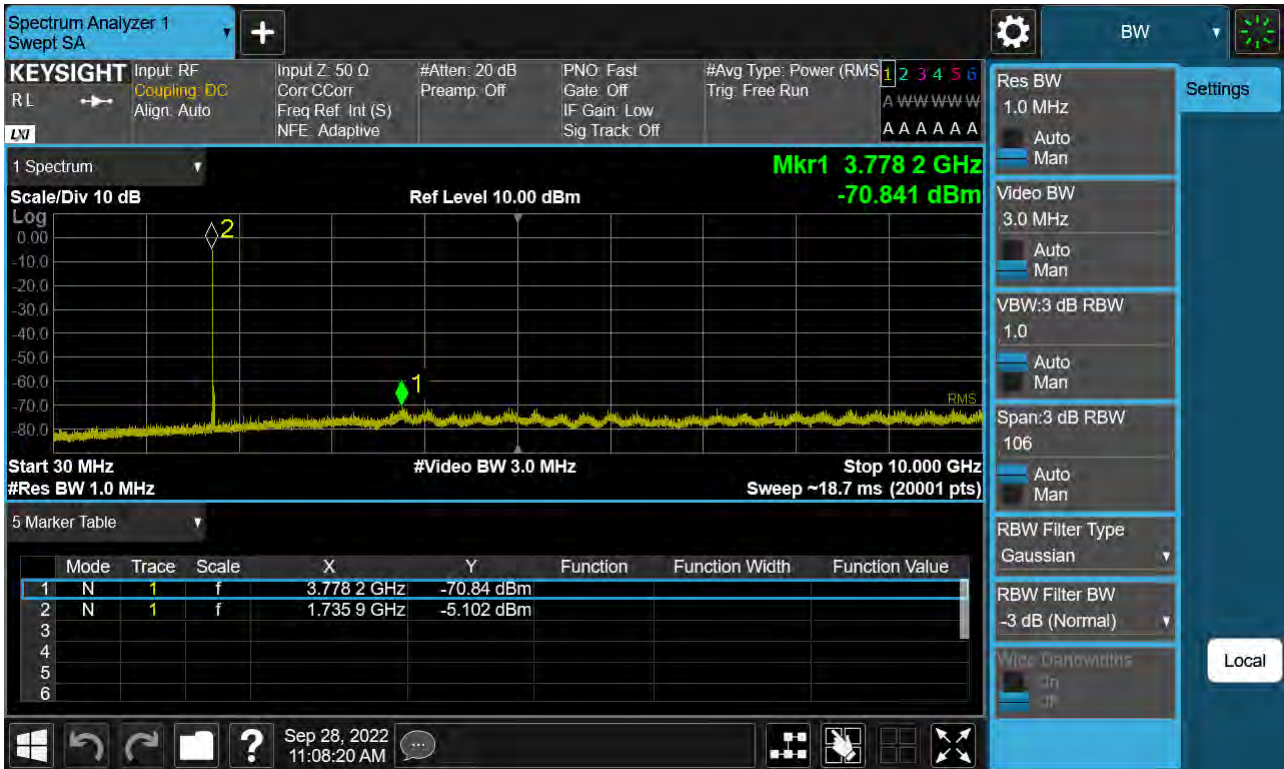 Spectrum Analyzer 1
Swept SA
BW
KEYSIGHT
RL
LXI
Input: RF
Coupling: DC
Align: Auto
Input Z: 50 Ω
Corr CCorr
Freq Ref: Int (S)
NFE: Adaptive
#Atten: 20 dB
Preamp: Off
PNO: Fast
Gate: Off
IF Gain: Low
Sig Track: Off
#Avg Type: Power (RMS
Trig: Free Run
1 2 3 4 5 6
A W W W W W
A A A A A A
1 Spectrum
Scale/Div 10 dB
Ref Level 10.00 dBm
Mkr1 3.778 2 GHz
-70.841 dBm
Log
0.00
-10.0
-20.0
-30.0
-40.0
-50.0
-60.0
-70.0
-80.0
2
1
RMS
Start 30 MHz
#Video BW 3.0 MHz
Stop 10.000 GHz
#Res BW 1.0 MHz
Sweep ~18.7 ms (20001 pts)
5 Marker Table
Mode Trace Scale X Y Function Function Width Function Value
1 N 1 f 3.778 2 GHz -70.84 dBm
2 N 1 f 1.735 9 GHz -5.102 dBm
3
4
5
6
Res BW
1.0 MHz
Auto
Man
Video BW
3.0 MHz
Auto
Man
VBW:3 dB RBW
1.0
Auto
Man
Span:3 dB RBW
106
Auto
Man
RBW Filter Type
Gaussian
RBW Filter BW
-3 dB (Normal)
Settings
Local
?
Sep 28, 2022
11:08:20 AM